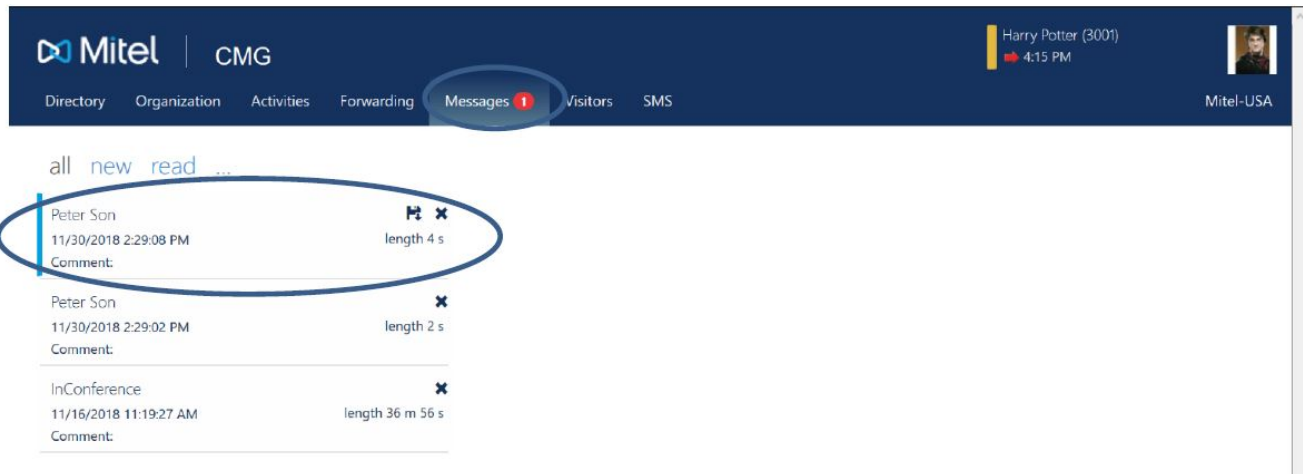 Mitel | CMG
Harry Potter (3001)
4:15 PM
Directory Organization Activities Forwarding Messages 1 Visitors SMS
Mitel-USA
all new read ...
Peter Son
11/30/2018 2:29:08 PM length 4 s
Comment:
Peter Son
11/30/2018 2:29:02 PM length 2 s
Comment:
InConference
11/16/2018 11:19:27 AM length 36 m 56 s
Comment: